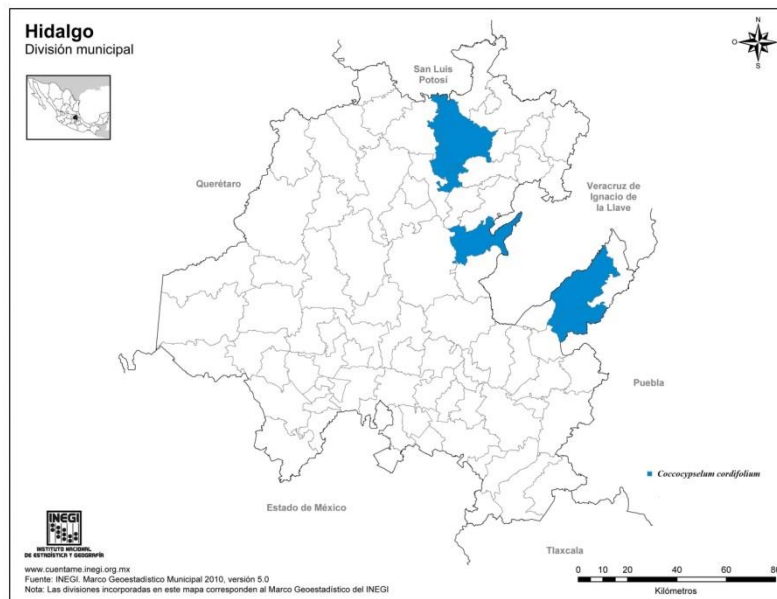 Hidalgo
División municipal
N
O
E
S
San Luis
Potosí
Querétaro
Veracruz de
Ignacio de
la Llave
Puebla
Coccocypselum cordifolium
Estado de México
INEGI
INSTITUTO NACIONAL
DE ESTADÍSTICA Y GEOGRAFÍA
Tlaxcala
www.cuentame.inegi.org.mx
Fuente: INEGI. Marco Geoestadístico Municipal 2010, versión 5.0
Nota: Las divisiones incorporadas en este mapa corresponden al Marco Geoestadístico del INEGI
0 10 20 40 60 80
Kilómetros